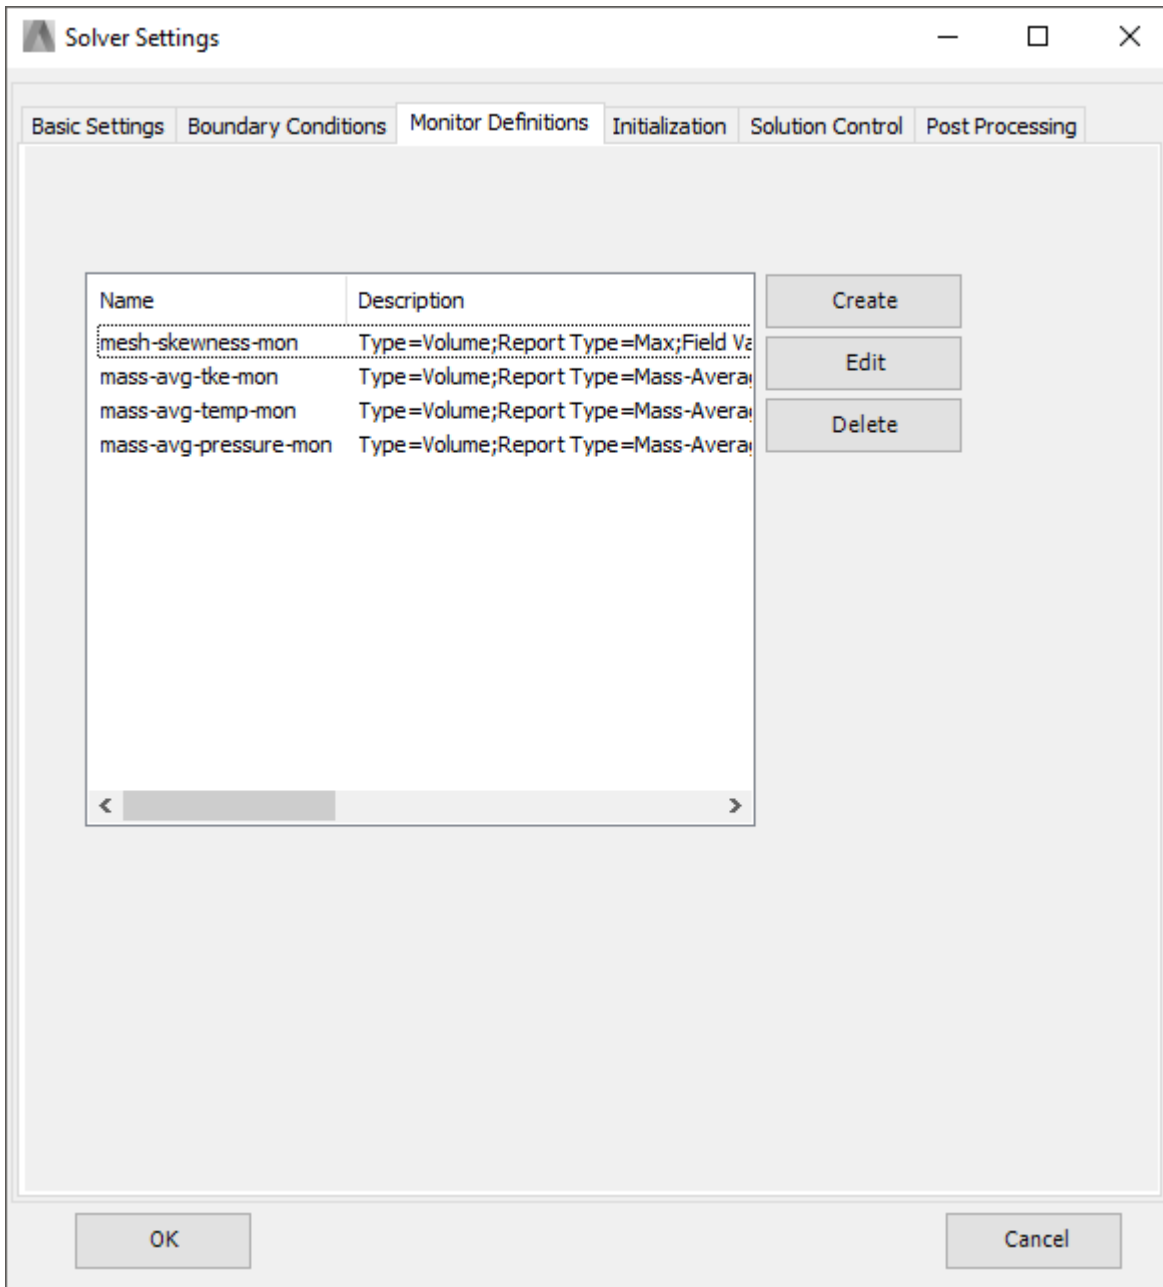 Solver Settings
Basic Settings Boundary Conditions Monitor Definitions Initialization Solution Control Post Processing
Name Description
mesh-skewness-mon Type=Volume;Report Type=Max;Field Va
mass-avg-tke-mon Type=Volume;Report Type=Mass-Avera
mass-avg-temp-mon Type=Volume;Report Type=Mass-Avera
mass-avg-pressure-mon Type=Volume;Report Type=Mass-Avera
Create
Edit
Delete
OK Cancel